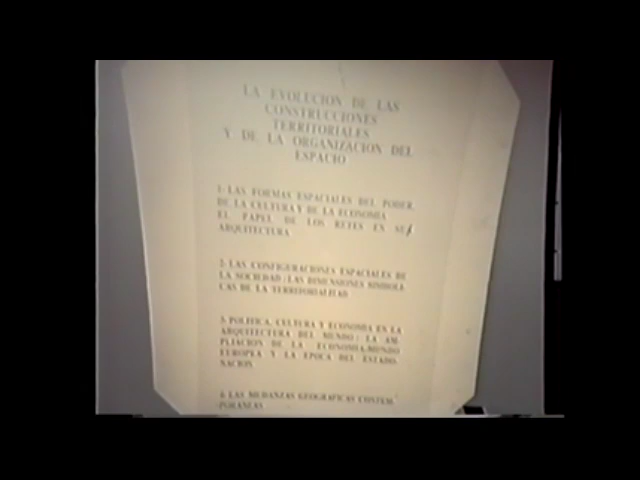 LA EVOLUCION DE LAS
CONSTRUCCIONES
TERRITORIALES
Y DE LA ORGANIZACION DEL
ESPACIO
1- LAS FORMAS ESPACIALES DEL PODER,
DE LA CULTURA Y DE LA ECONOMIA
EL PAPEL DE LOS REYES EN SU
ARQUITECTURA
2- LAS CONFIGURACIONES ESPACIALES DE
LA SOCIEDAD : LAS DIMENSIONES SIMBOLI-
CAS DE LA TERRITORIALIDAD
3- POLITICA, CULTURA Y ECONOMIA EN LA
ARQUITECTURA DEL MUNDO : LA AM-
PLIACION DE LA ECONOMIA-MUNDO
EUROPEA Y LA EPOCA DEL ESTADO-
NACION
4- LAS MUDANZAS GEOGRAFICAS CONTEM-
PORANEAS